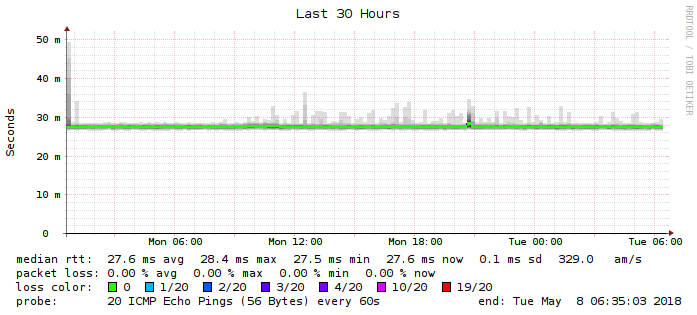 Last 30 Hours
RRDTOOL / TOBI OETIKER
Seconds
50 m
40 m
30 m
20 m
10 m
0
Mon 06:00 Mon 12:00 Mon 18:00 Tue 00:00 Tue 06:00
median rtt: 27.6 ms avg 28.4 ms max 27.5 ms min 27.6 ms now 0.1 ms sd 329.0 am/s
packet loss: 0.00 % avg 0.00 % max 0.00 % min 0.00 % now
loss color: 0 1/20 2/20 3/20 4/20 10/20 19/20
probe: 20 ICMP Echo Pings (56 Bytes) every 60s end: Tue May 8 06:35:03 2018